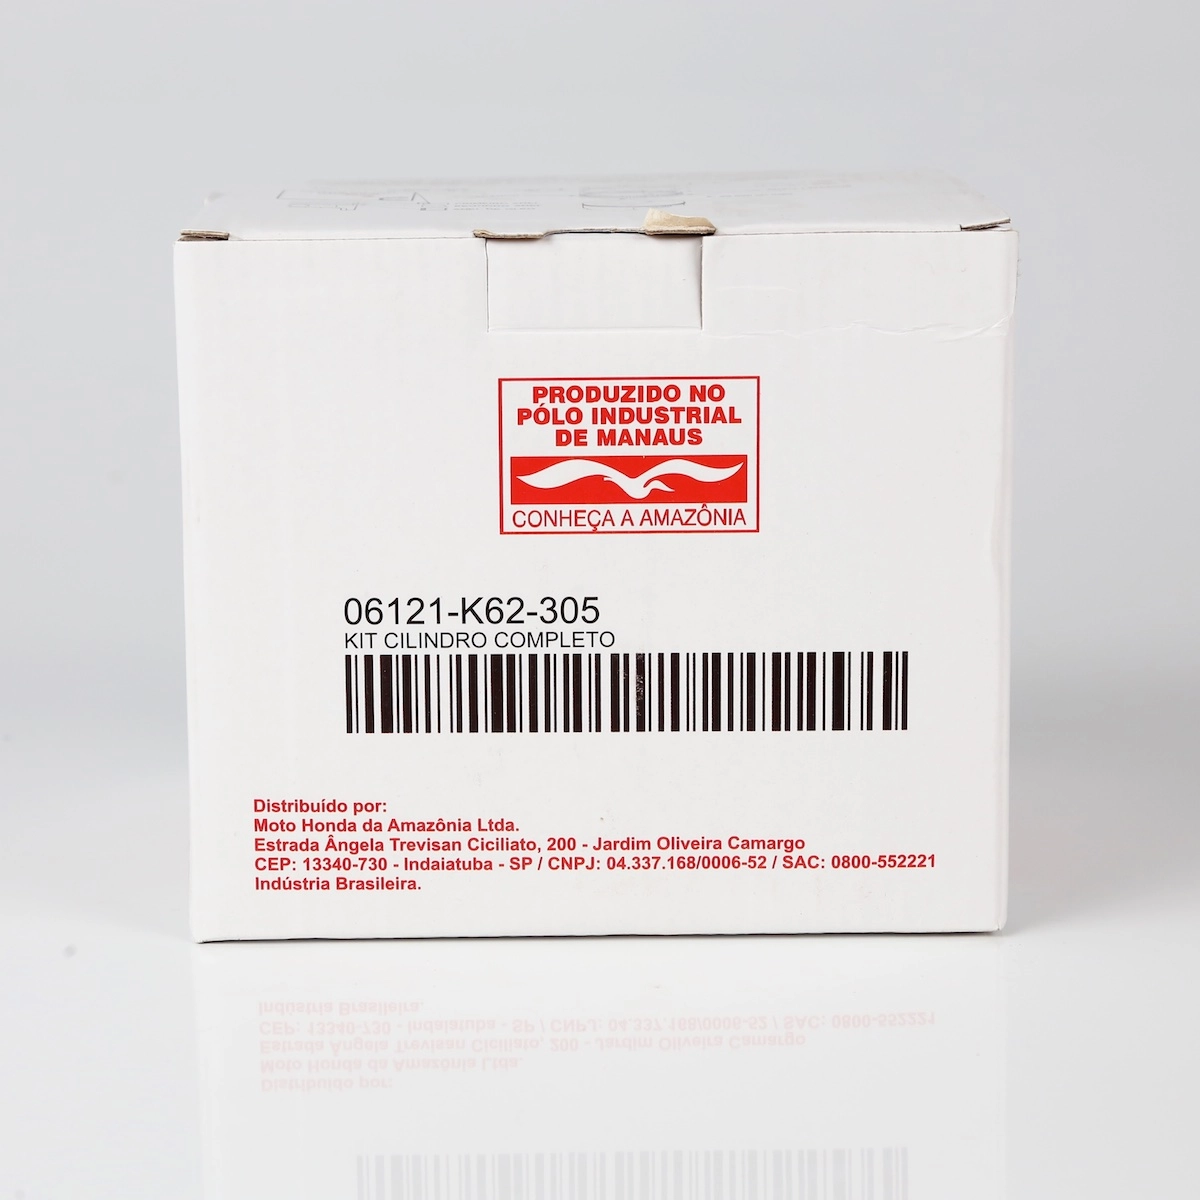 PRODUZIDO NO
PÓLO INDUSTRIAL
DE MANAUS
CONHEÇA A AMAZÔNIA
06121-K62-305
KIT CILINDRO COMPLETO
Distribuído por:
Moto Honda da Amazônia Ltda.
Estrada Ângela Trevisan Ciciliato, 200 - Jardim Oliveira Camargo
CEP: 13340-730 - Indaiatuba - SP / CNPJ: 04.337.168/0006-52 / SAC: 0800-552221
Indústria Brasileira.